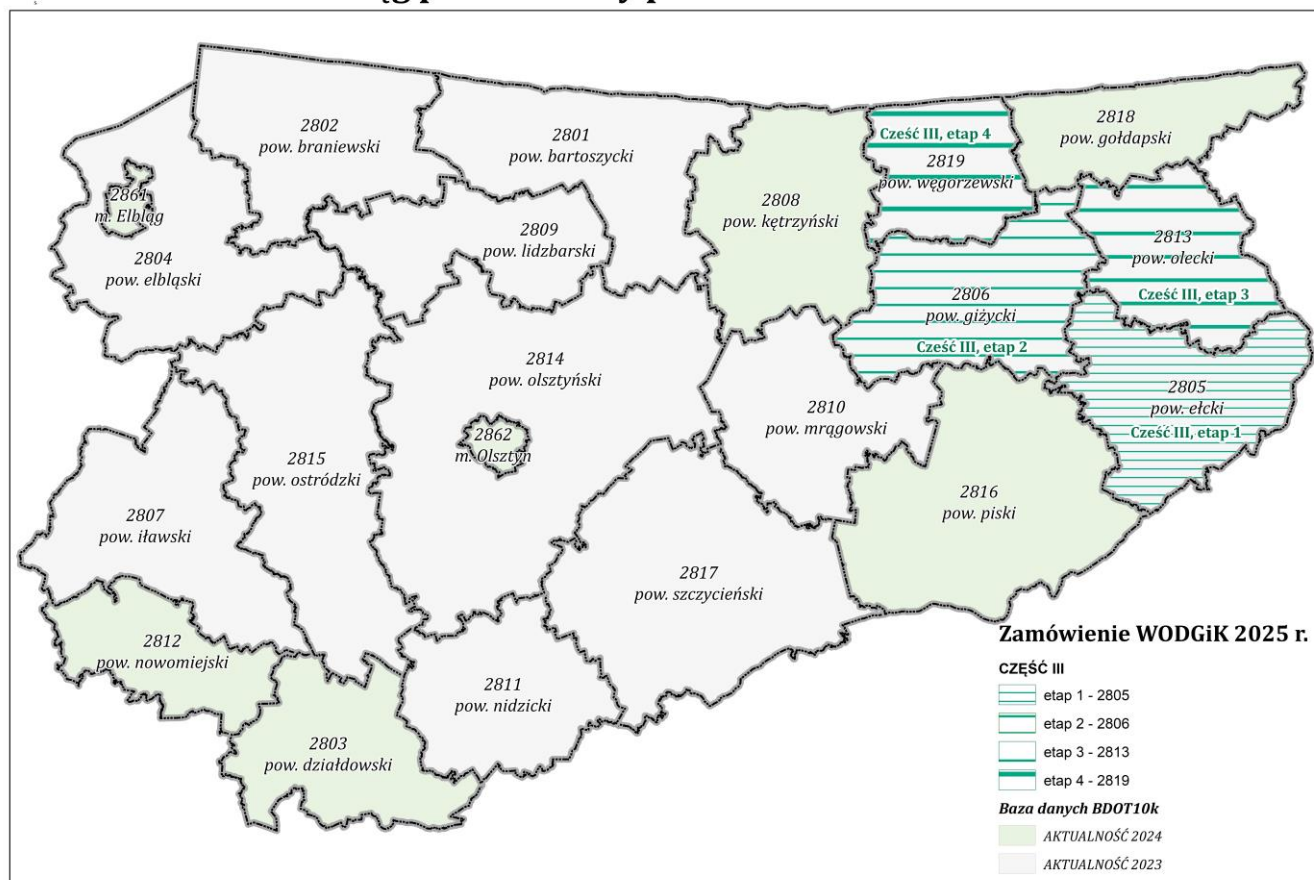 2802
pow. braniewski
2801
pow. bartoszycki
2818
pow. gołdapski
Cześć III, etap 4
2819
pow. węgorzewski
2861
m. Elbląg
2808
pow. kętrzyński
2809
pow. lidzbarski
2804
pow. elbląski
2813
pow. olecki
Cześć III, etap 3
2806
pow. giżycki
Cześć III, etap 2
2814
pow. olsztyński
2805
pow. ełcki
Cześć III, etap 1
2810
pow. mrągowski
2862
m. Olsztyn
2815
pow. ostródzki
2816
pow. piski
2807
pow. iławski
2817
pow. szczycieński
2812
pow. nowomiejski
2811
pow. nidzicki
2803
pow. działdowski
Zamówienie WODGiK 2025 r.
CZĘŚĆ III
etap 1 - 2805
etap 2 - 2806
etap 3 - 2813
etap 4 - 2819
Baza danych BDOT10k
AKTUALNOŚĆ 2024
AKTUALNOŚĆ 2023